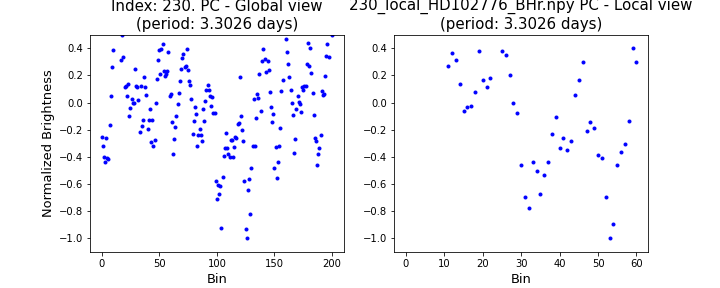 Index: 230. PC - Global view
(period: 3.3026 days)
230_local_HD102776_BHr.npy PC - Local view
(period: 3.3026 days)
Normalized Brightness
0.4
0.2
0.0
−0.2
−0.4
−0.6
−0.8
−1.0
0 50 100 150 200
Bin
0.4
0.2
0.0
−0.2
−0.4
−0.6
−0.8
−1.0
0 10 20 30 40 50 60
Bin